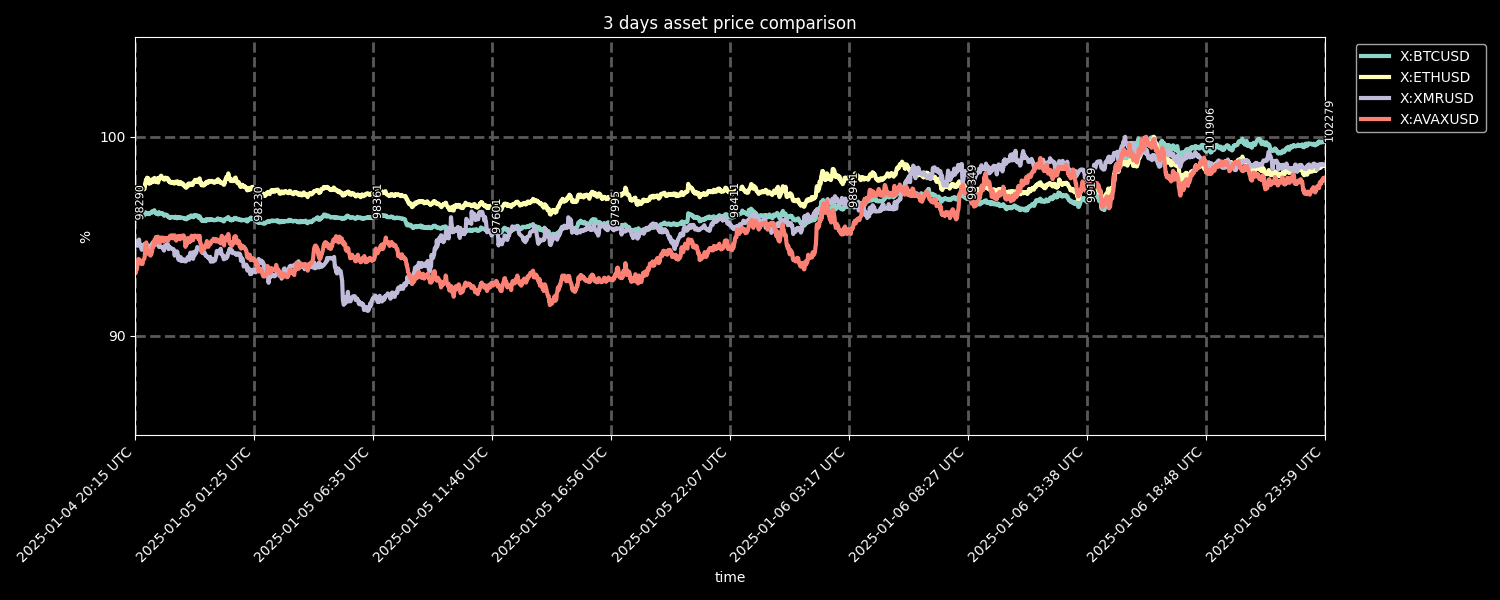 3 days asset price comparison
X:BTCUSD
X:ETHUSD
X:XMRUSD
X:AVAXUSD
100
90
%
98290
98230
98361
97601
97995
98411
98941
99349
99189
101906
102279
2025-01-04 20:15 UTC
2025-01-05 01:25 UTC
2025-01-05 06:35 UTC
2025-01-05 11:46 UTC
2025-01-05 16:56 UTC
2025-01-05 22:07 UTC
2025-01-06 03:17 UTC
2025-01-06 08:27 UTC
2025-01-06 13:38 UTC
2025-01-06 18:48 UTC
2025-01-06 23:59 UTC
time